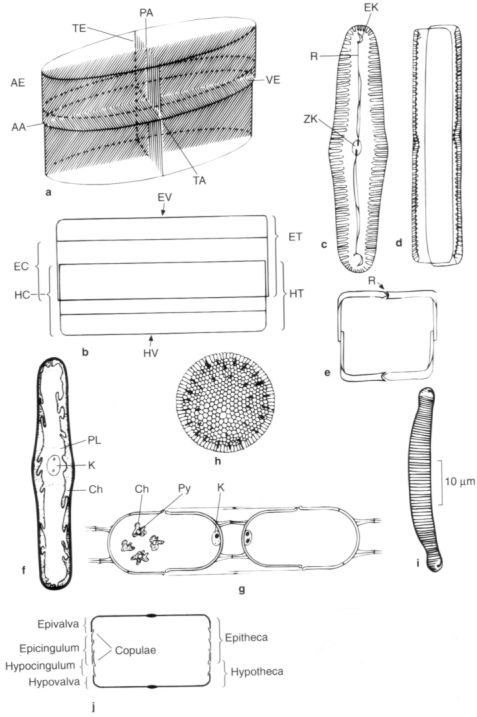 PA
TE
AE
VE
AA
TA
a
EV
ET
EC
HC
HT
b
HV
EK
R
ZK
c
d
R
e
PL
K
Ch
f
h
Ch
Py
K
g
10 µm
i
Epivalva
Epicingulum
Copulae
Epitheca
Hypocingulum
Hypotheca
Hypovalva
j